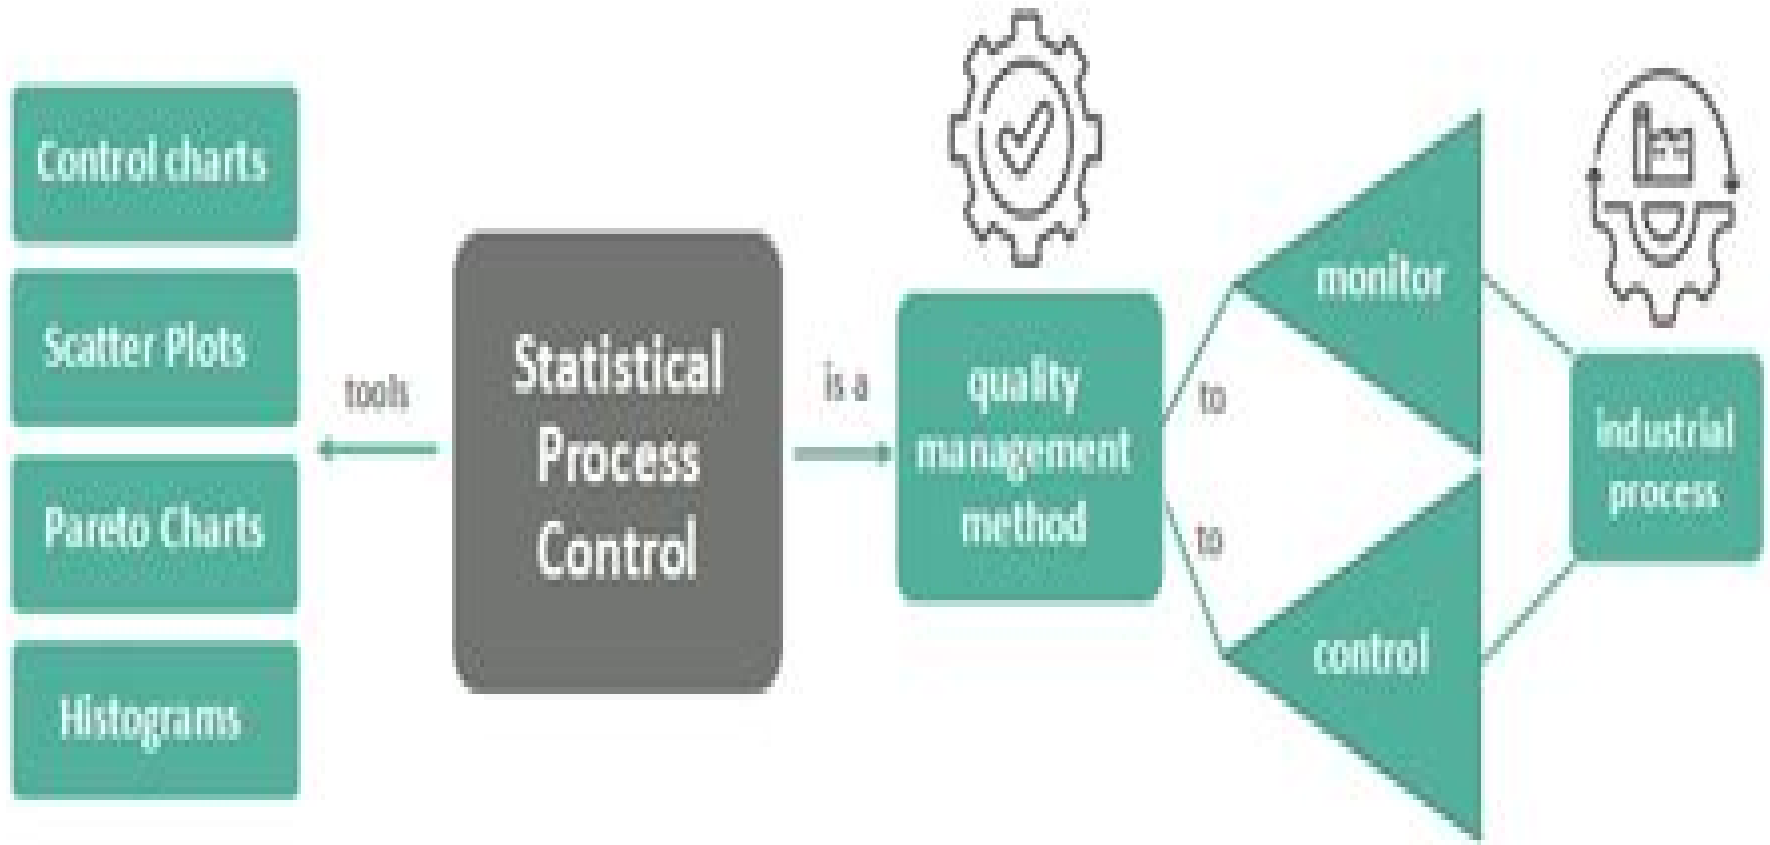 Control charts
Scatter Plots
Pareto Charts
Histograms
tools
Statistical
Process
Control
is a
quality
management
method
to
to
monitor
control
industrial
process